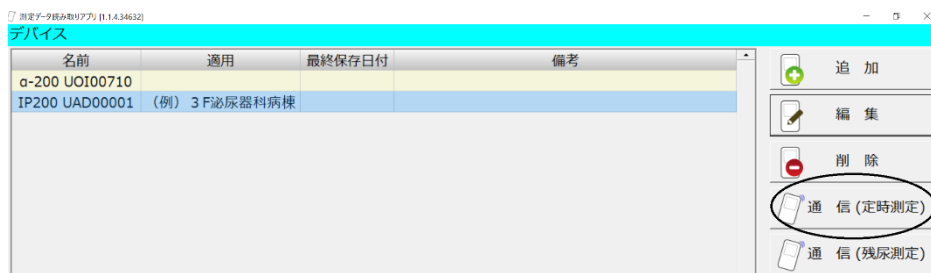 測定データ読み取りアプリ [1.1.4.34632]
デバイス
名前 適用 最終保存日付 備考
α-200 UOI00710
IP200 UAD00001 （例）３F泌尿器科病棟
追 加
編 集
削 除
通 信 (定時測定)
通 信 (残尿測定)